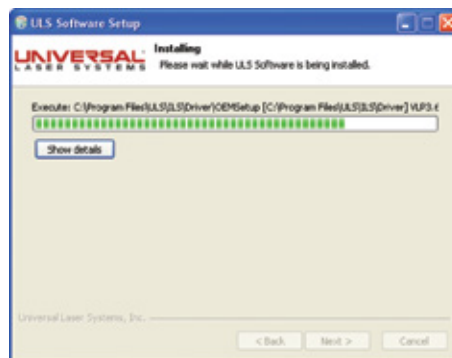 ULS Software Setup
UNIVERSAL
LASER SYSTEMS
Installing
Please wait while ULS Software is being installed.
Execute: C:\Program Files\ULS\ILS\Driver\OEMSetup [C:\Program Files\ULS\ILS\Driver] VLP3.6
Show details
Universal Laser Systems, Inc.
< Back
Next >
Cancel